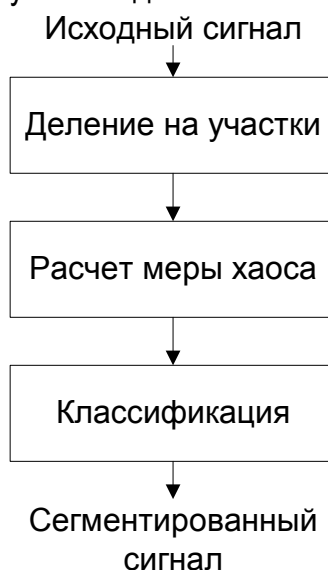 Исходный сигнал
Деление на участки
Расчет меры хаоса
Классификация
Сегментированный
сигнал